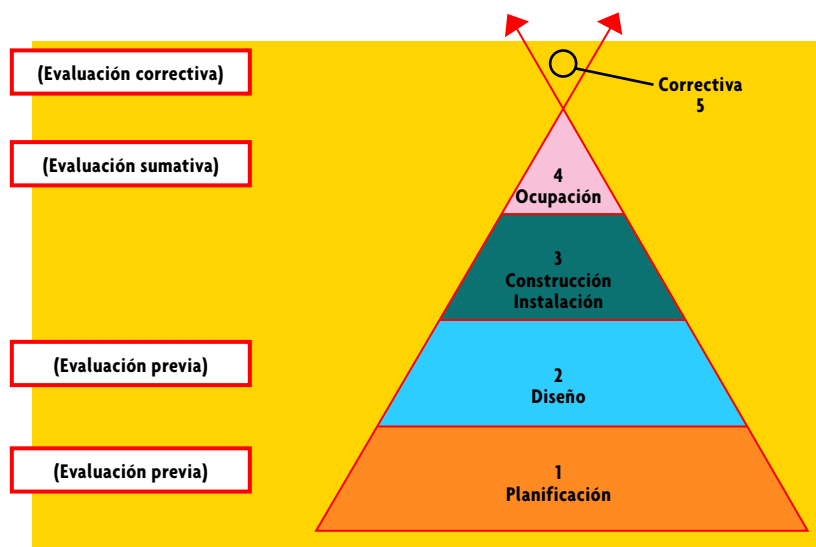 (Evaluación correctiva)
Correctiva
5
(Evaluación sumativa)
4
Ocupación
3
Construcción
Instalación
(Evaluación previa)
2
Diseño
(Evaluación previa)
1
Planificación